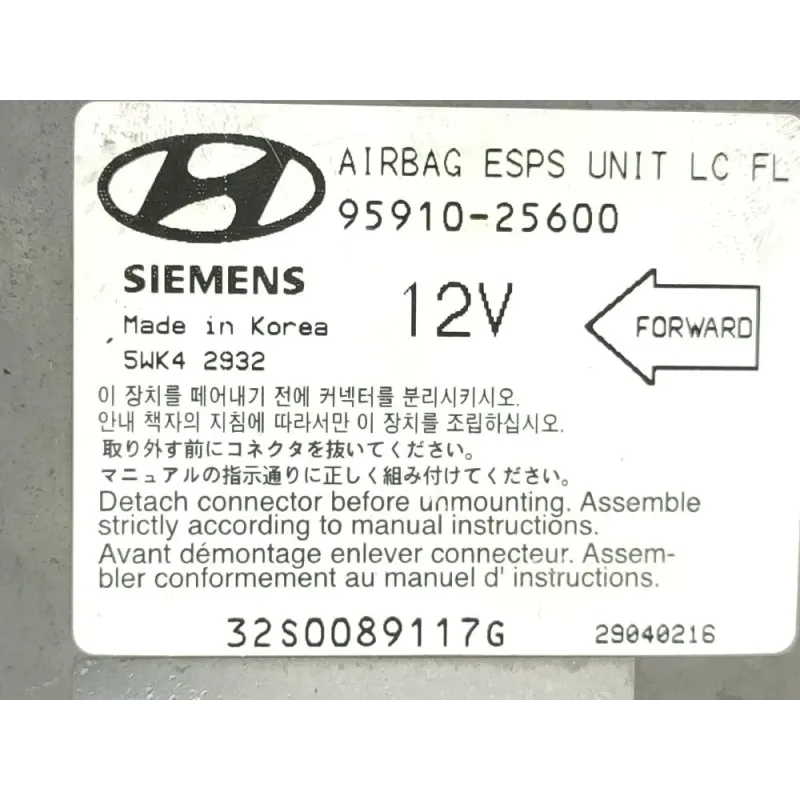 AIRBAG ESPS UNIT LC FL
95910-25600
SIEMENS
12V
FORWARD
Made in Korea
5WK4 2932
이 장치를 떼어내기 전에 커넥터를 분리시키시오.
안내 책자의 지침에 따라서만 이 장치를 조립하십시오.
取り外す前にコネクタを抜いてください。
マニュアルの指示通りに正しく組み付けてください。
Detach connector before unmounting. Assemble
strictly according to manual instructions.
Avant démontage enlever connecteur. Assem-
bler conformement au manuel d' instructions.
32S0089117G
29040216